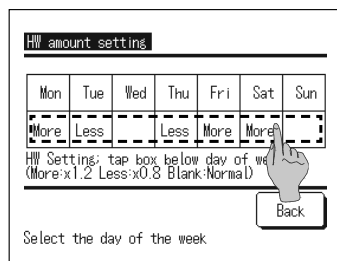 HW amount setting
Mon Tue Wed Thu Fri Sat Sun
More Less Less More More
HW Setting; tap box below day of
(More:x1.2 Less:x0.8 Blank:Normal)
Back
Select the day of the week